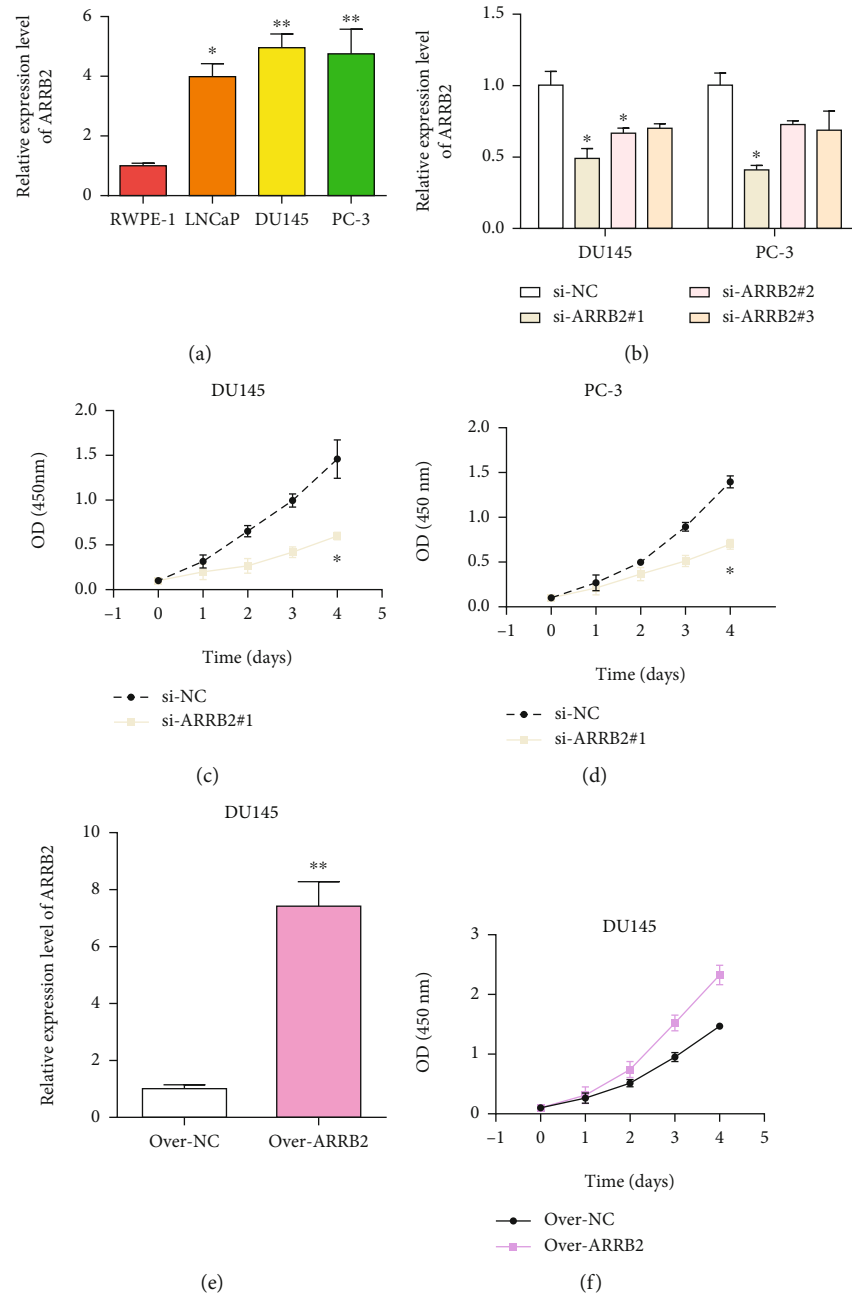 Relative expression level
of ARRB2
6
4
2
0
*
**
**
RWPE-1 LNCaP DU145 PC-3
(a)
Relative expression level
of ARRB2
1.5
1.0
0.5
0.0
*
*
*
DU145 PC-3
si-NC si-ARRB2#2
si-ARRB2#1 si-ARRB2#3
(b)
DU145
OD (450nm)
2.0
1.5
1.0
0.5
0.0
*
−1 0 1 2 3 4 5
Time (days)
si-NC
si-ARRB2#1
(c)
PC-3
OD (450 nm)
2.0
1.5
1.0
0.5
0.0
*
−1 0 1 2 3 4
Time (days)
si-NC
si-ARRB2#1
(d)
DU145
Relative expression level of ARRB2
10
8
6
4
2
0
**
Over-NC Over-ARRB2
(e)
DU145
OD (450 nm)
3
2
1
0
−1 0 1 2 3 4 5
Time (days)
Over-NC
Over-ARRB2
(f)